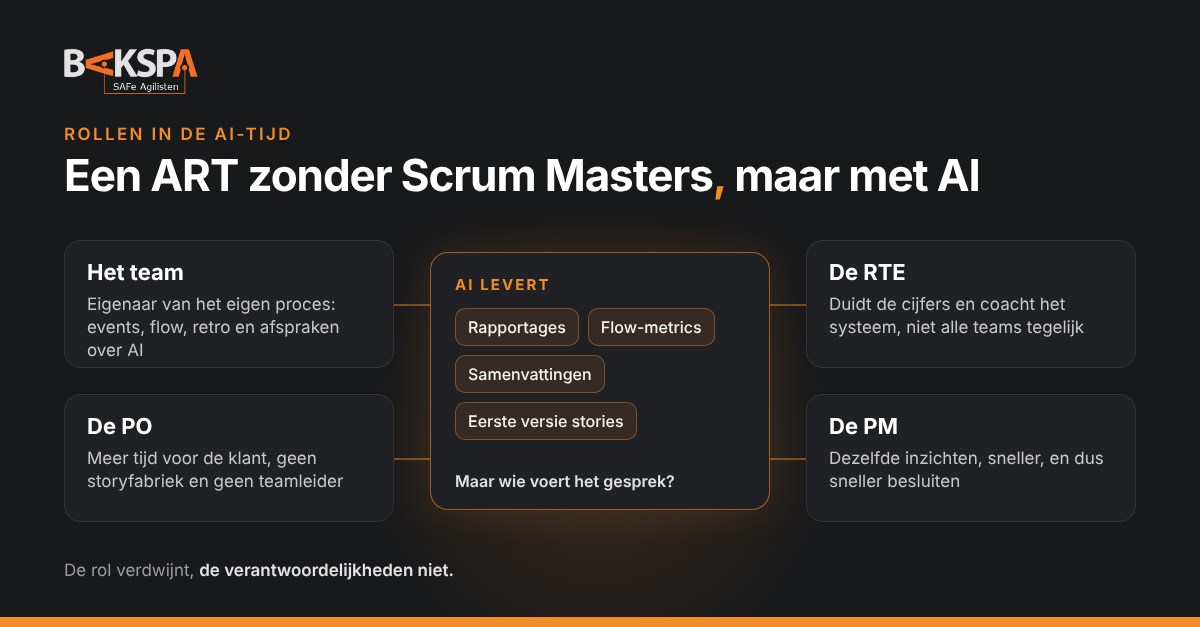 BAKSPA
SAFe Agilisten
ROLLEN IN DE AI-TIJD
Een ART zonder Scrum Masters, maar met AI
Het team
Eigenaar van het eigen proces:
events, flow, retro en afspraken
over AI
De PO
Meer tijd voor de klant, geen
storyfabriek en geen teamleider
AI LEVERT
Rapportages
Flow-metrics
Samenvattingen
Eerste versie stories
Maar wie voert het gesprek?
De RTE
Duidt de cijfers en coacht het
systeem, niet alle teams tegelijk
De PM
Dezelfde inzichten, sneller, en dus
sneller besluiten
De rol verdwijnt, de verantwoordelijkheden niet.